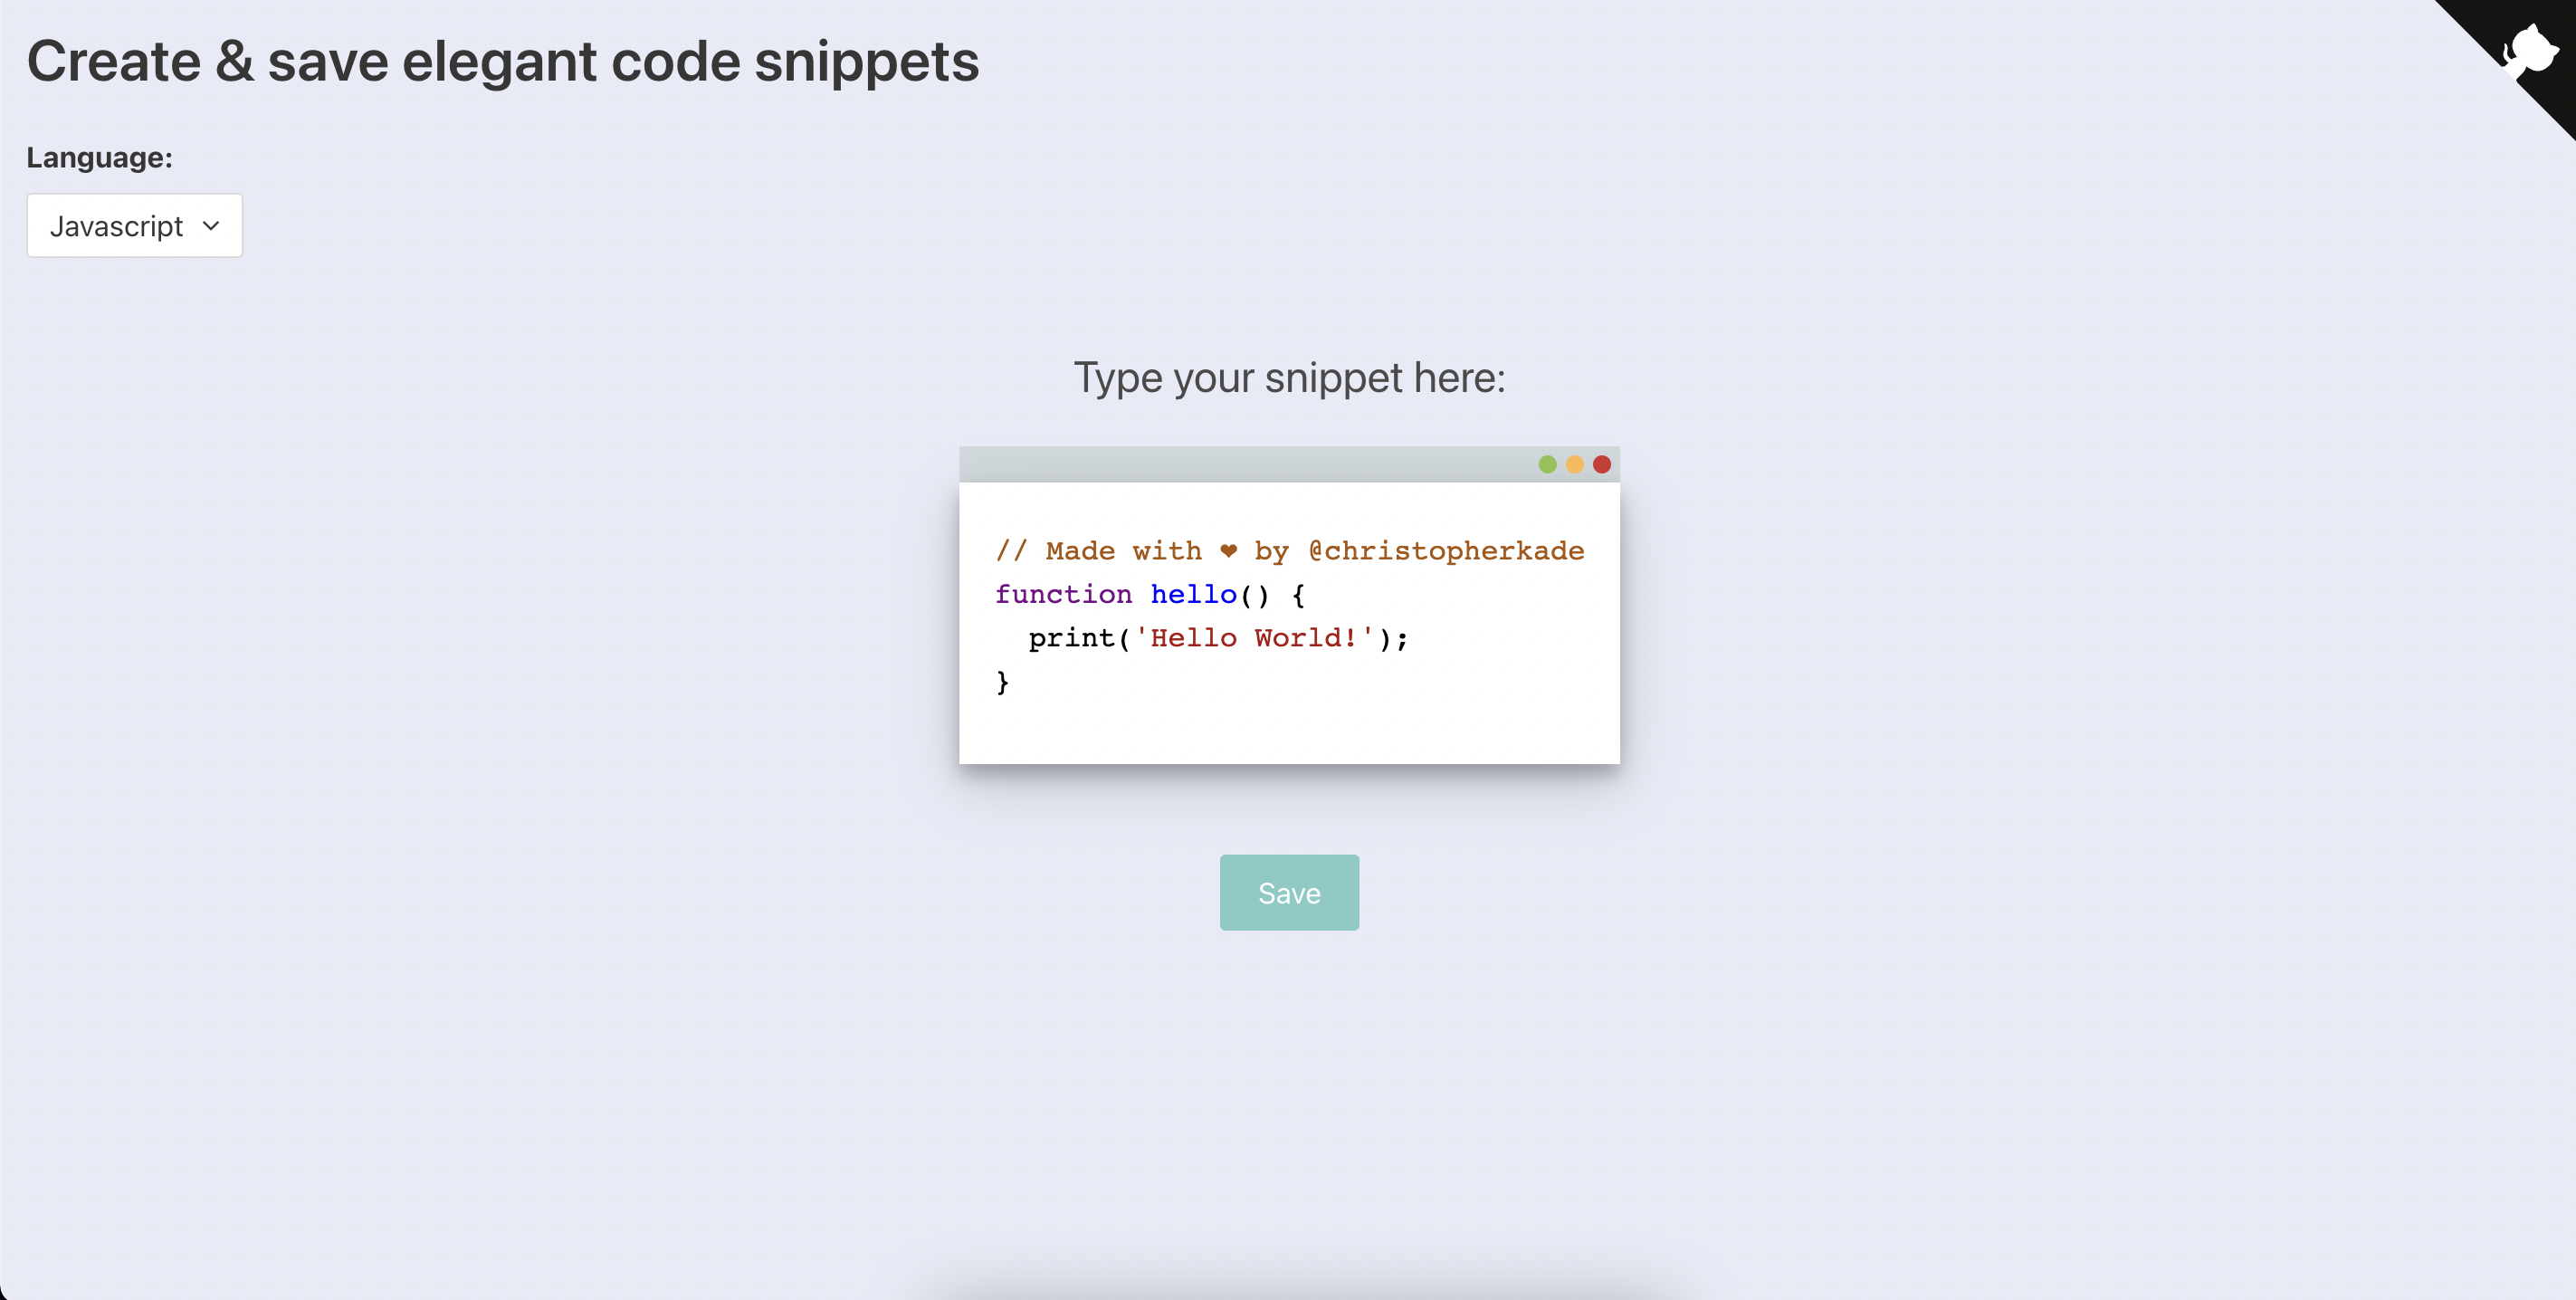 Create & save elegant code snippets
Language:
Javascript
Type your snippet here:
// Made with ❤ by @christopherkade
function hello() {
  print('Hello World!');
}
Save